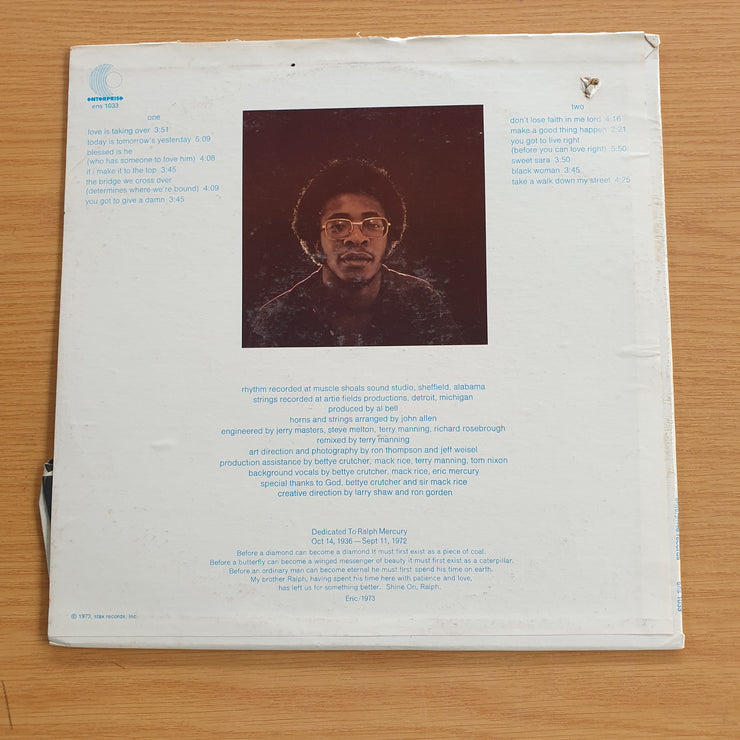 enterprise
ens 1033
one
love is taking over 3:51
today is tomorrow's yesterday 5:09
blessed is he
(who has someone to love him) 4:08
if i make it to the top 3:45
the bridge we cross over
(determines where we're bound) 4:09
you got to give a damn 3:45
two
don't lose faith in me lord 4:16
make a good thing happen 2:21
you got to live right
(before you can love right) 5:50
sweet sara 3:50
black woman 3:45
take a walk down my street 4:25
rhythm recorded at muscle shoals sound studio, sheffield, alabama
strings recorded at artie fields productions, detroit, michigan
produced by al bell
horns and strings arranged by john allen
engineered by jerry masters, steve melton, terry manning, richard rosebrough
remixed by terry manning
art direction and photography by ron thompson and jeff weisel
production assistance by bettye crutcher, mack rice, terry manning, tom nixon
background vocals by bettye crutcher, mack rice, eric mercury
special thanks to God, bettye crutcher and sir mack rice
creative direction by larry shaw and ron gorden
Dedicated To Ralph Mercury
Oct 14, 1936 — Sept 11, 1972
Before a diamond can become a diamond it must first exist as a piece of coal.
Before a butterfly can become a winged messenger of beauty it must first exist as a caterpillar.
Before an ordinary man can become eternal he must first spend his time on earth.
My brother Ralph, having spent his time here with patience and love,
has left us for something better. Shine On, Ralph.
Eric/1973
© 1973, stax records, inc.
ens 1033